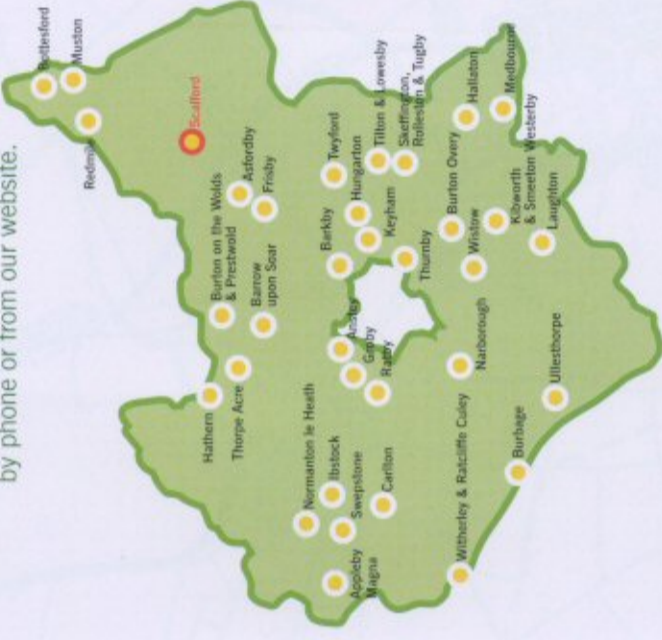 by phone or from our website.
Bottesford
Muston
Redmile
Scalford
Asfordby
Frisby
Burton on the Wolds
& Prestwold
Barrow
upon Soar
Hathern
Thorpe Acre
Twyford
Hungarton
Tilton & Lowesby
Skeffington,
Rolleston & Tugby
Barkby
Keyham
Thurnby
Hallaton
Medbourne
Burton Overy
Wistow
Kibworth
& Smeeton Westerby
Laughton
Anstey
Groby
Ratby
Narborough
Ullesthorpe
Normanton le Heath
Ibstock
Swepstone
Carlton
Appleby
Magna
Witherley & Ratcliffe Culey
Burbage